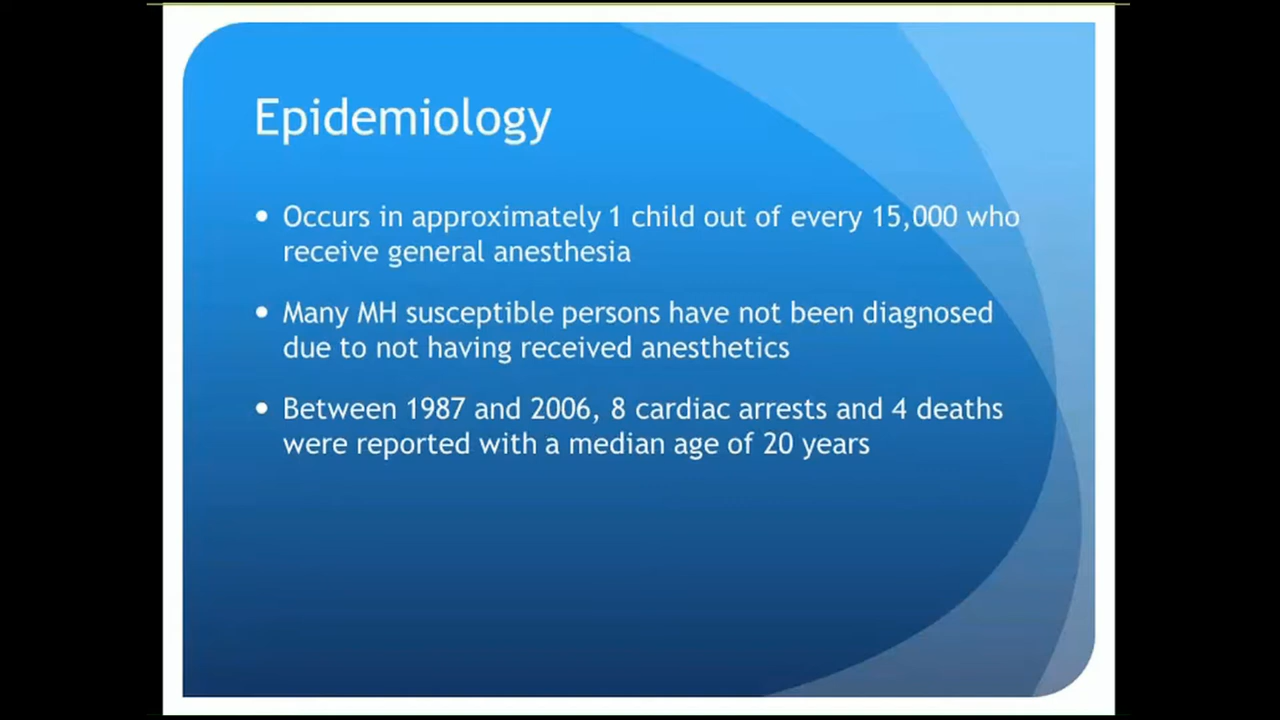 Epidemiology
• Occurs in approximately 1 child out of every 15,000 who
receive general anesthesia
• Many MH susceptible persons have not been diagnosed
due to not having received anesthetics
• Between 1987 and 2006, 8 cardiac arrests and 4 deaths
were reported with a median age of 20 years